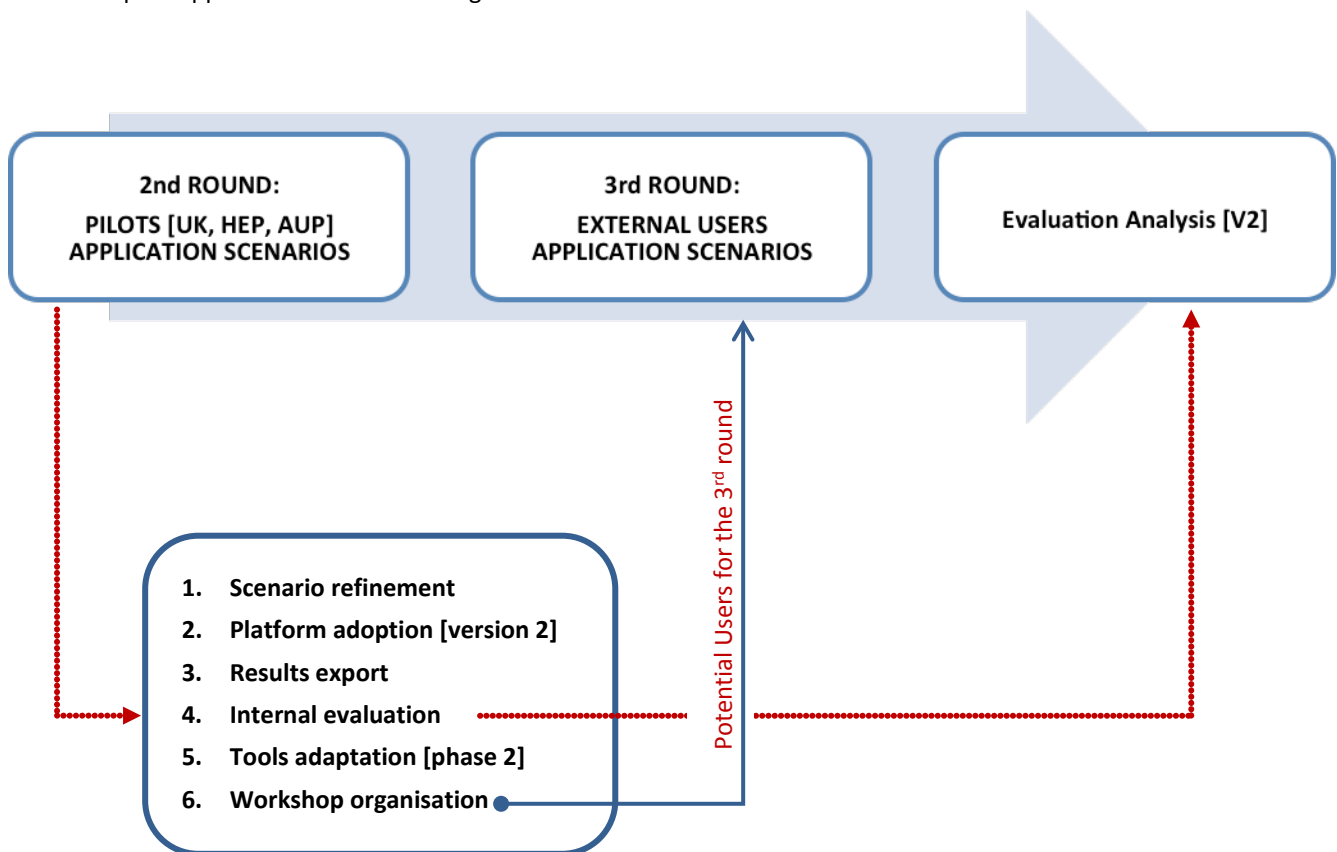 2nd ROUND:
PILOTS [UK, HEP, AUP]
APPLICATION SCENARIOS
3rd ROUND:
EXTERNAL USERS
APPLICATION SCENARIOS
Evaluation Analysis [V2]
Potential Users for the 3rd round
1. Scenario refinement
2. Platform adoption [version 2]
3. Results export
4. Internal evaluation
5. Tools adaptation [phase 2]
6. Workshop organisation